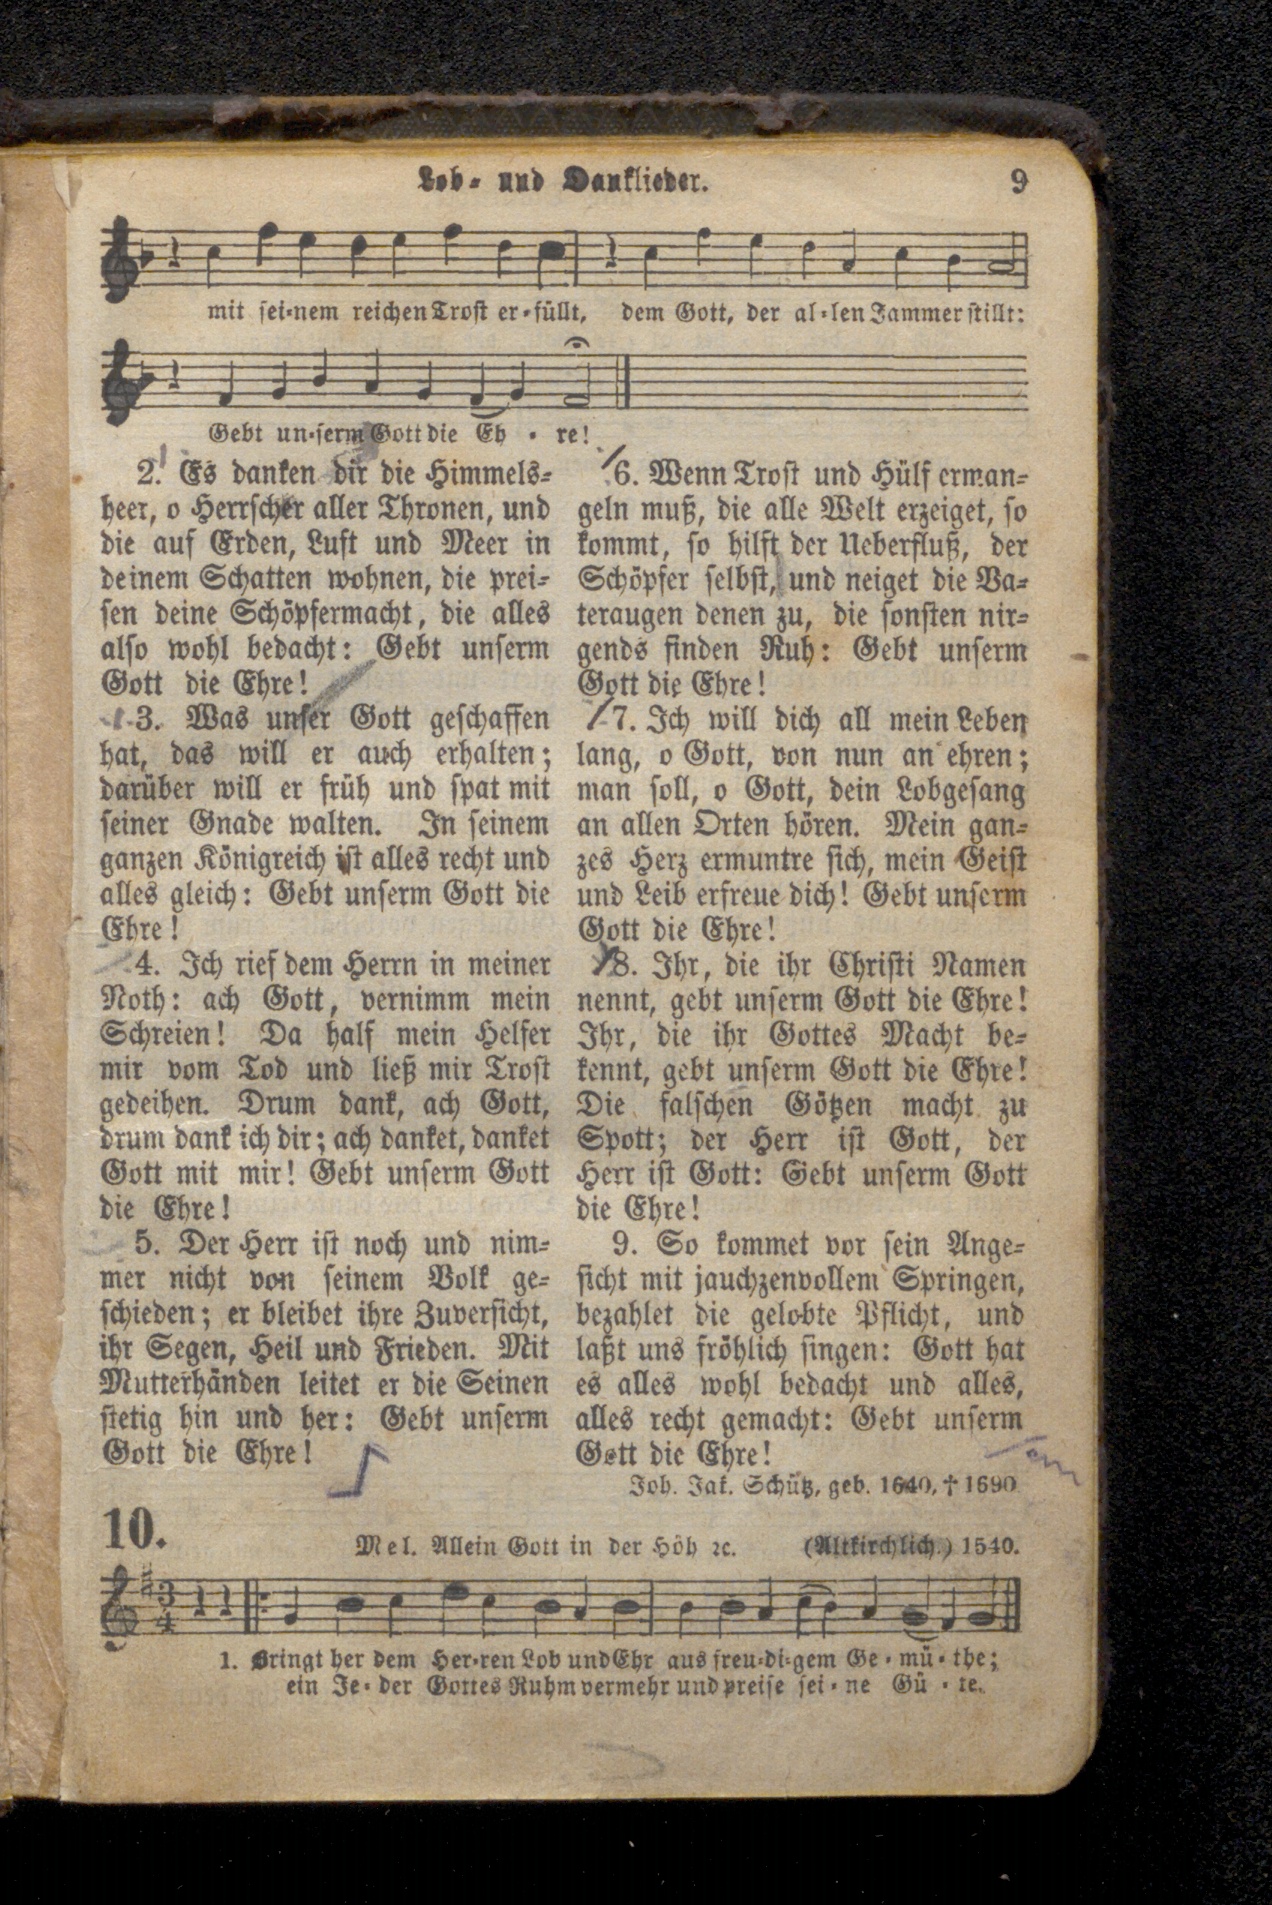 Lob- und Danklieder. 9
mit sei-nem reichen Trost er-füllt, dem Gott, der al-len Jammer stillt:
Gebt un-serm Gott die Eh - re!
2. Es danken dir die Himmels-
heer, o Herrscher aller Thronen, und
die auf Erden, Luft und Meer in
deinem Schatten wohnen, die prei-
sen deine Schöpfermacht, die alles
also wohl bedacht: Gebt unserm
Gott die Ehre!
3. Was unser Gott geschaffen
hat, das will er auch erhalten;
darüber will er früh und spat mit
seiner Gnade walten. In seinem
ganzen Königreich ist alles recht und
alles gleich: Gebt unserm Gott die
Ehre!
4. Ich rief dem Herrn in meiner
Noth: ach Gott, vernimm mein
Schreien! Da half mein Helfer
mir vom Tod und ließ mir Trost
gedeihen. Drum dank, ach Gott,
drum dank ich dir; ach danket, danket
Gott mit mir! Gebt unserm Gott
die Ehre!
5. Der Herr ist noch und nim-
mer nicht von seinem Volk ge-
schieden; er bleibet ihre Zuversicht,
ihr Segen, Heil und Frieden. Mit
Mutterhänden leitet er die Seinen
stetig hin und her: Gebt unserm
Gott die Ehre!
6. Wenn Trost und Hülf erman-
geln muß, die alle Welt erzeiget, so
kommt, so hilft der Ueberfluß, der
Schöpfer selbst, und neiget die Va-
teraugen denen zu, die sonsten nir-
gends finden Ruh: Gebt unserm
Gott die Ehre!
7. Ich will dich all mein Leben
lang, o Gott, von nun an ehren;
man soll, o Gott, dein Lobgesang
an allen Orten hören. Mein gan-
zes Herz ermuntre sich, mein Geist
und Leib erfreue dich! Gebt unserm
Gott die Ehre!
8. Ihr, die ihr Christi Namen
nennt, gebt unserm Gott die Ehre!
Ihr, die ihr Gottes Macht be-
kennt, gebt unserm Gott die Ehre!
Die falschen Götzen macht zu
Spott; der Herr ist Gott, der
Herr ist Gott: Gebt unserm Gott
die Ehre!
9. So kommet vor sein Ange-
sicht mit jauchzenvollem Springen,
bezahlet die gelobte Pflicht, und
laßt uns fröhlich singen: Gott hat
es alles wohl bedacht und alles,
alles recht gemacht: Gebt unserm
Gott die Ehre!
Joh. Jak. Schütz, geb. 1640, † 1690
10.
Mel. Allein Gott in der Höh ꝛc. (Altkirchlich.) 1540.
3
4
1. Bringt her dem Her-ren Lob und Ehr aus freu-di-gem Ge - mü - the;
ein Je - der Gottes Ruhm vermehr und preise sei - ne Gü - te.